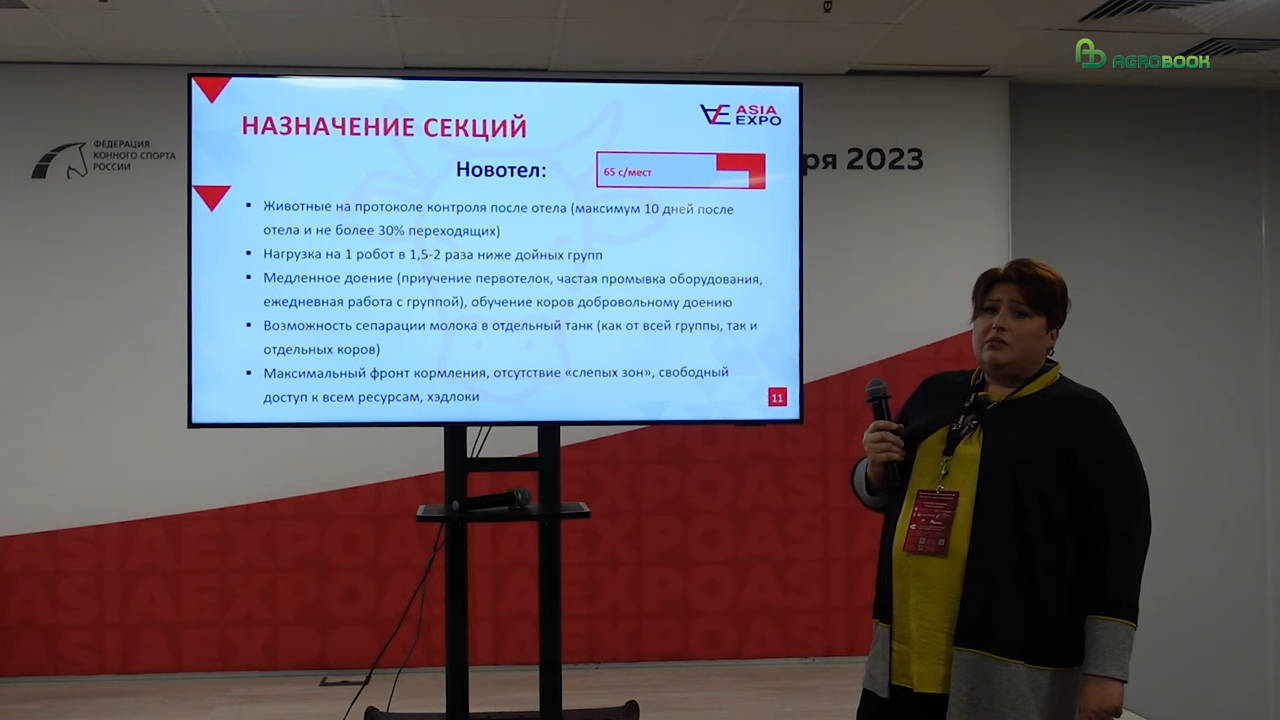 AGROBOOK
НАЗНАЧЕНИЕ СЕКЦИЙ
ASIA
EXPO
ФЕДЕРАЦИЯ
КОННОГО СПОРТА
РОССИИ
ря 2023
Новотел:
65 с/мест
▪ Животные на протоколе контроля после отела (максимум 10 дней после
отела и не более 30% переходящих)
▪ Нагрузка на 1 робот в 1,5-2 раза ниже дойных групп
▪ Медленное доение (приучение первотелок, частая промывка оборудования,
ежедневная работа с группой), обучение коров добровольному доению
▪ Возможность сепарации молока в отдельный танк (как от всей группы, так и
отдельных коров)
▪ Максимальный фронт кормления, отсутствие «слепых зон», свободный
доступ к всем ресурсам, хэдлоки
11